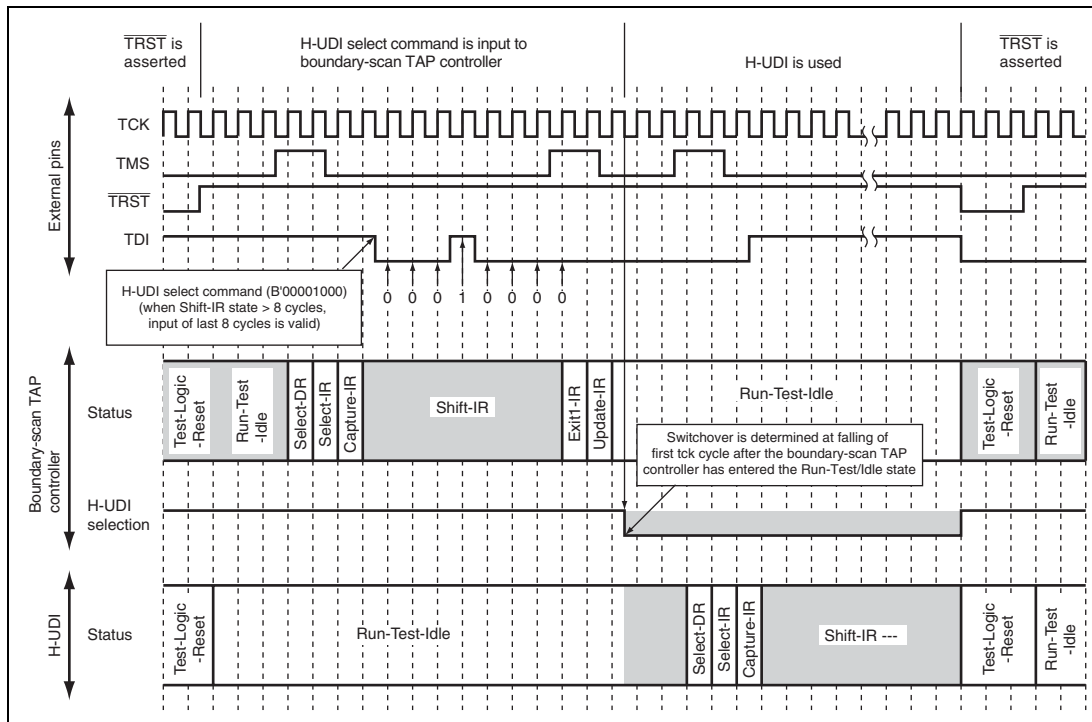 TRST is
asserted
H-UDI select command is input to
boundary-scan TAP controller
H-UDI is used
TRST is
asserted
External pins
TCK
TMS
TRST
TDI
H-UDI select command (B'00001000)
(when Shift-IR state > 8 cycles,
input of last 8 cycles is valid)
0 0 0 1 0 0 0 0
Boundary-scan TAP
controller
Status
Test-Logic
-Reset
Run-Test
-Idle
Select-DR
Select-IR
Capture-IR
Shift-IR
Exit1-IR
Update-IR
Run-Test-Idle
Test-Logic
-Reset
Run-Test
-Idle
Switchover is determined at falling of
first tck cycle after the boundary-scan TAP
controller has entered the Run-Test/Idle state
H-UDI
selection
H-UDI
Status
Test-Logic
-Reset
Run-Test-Idle
Select-DR
Select-IR
Capture-IR
Shift-IR ---
Test-Logic
-Reset
Run-Test
-Idle